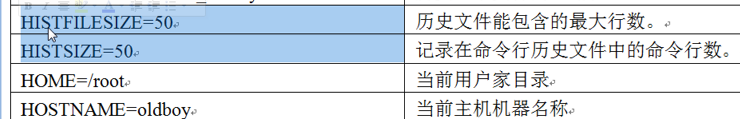 HISTFILESIZE=50 历史文件能包含的最大行数。
HISTSIZE=50 记录在命令行历史文件中的命令行数。
HOME=/root 当前用户家目录
HOSTNAME=oldboy 当前主机机器名称